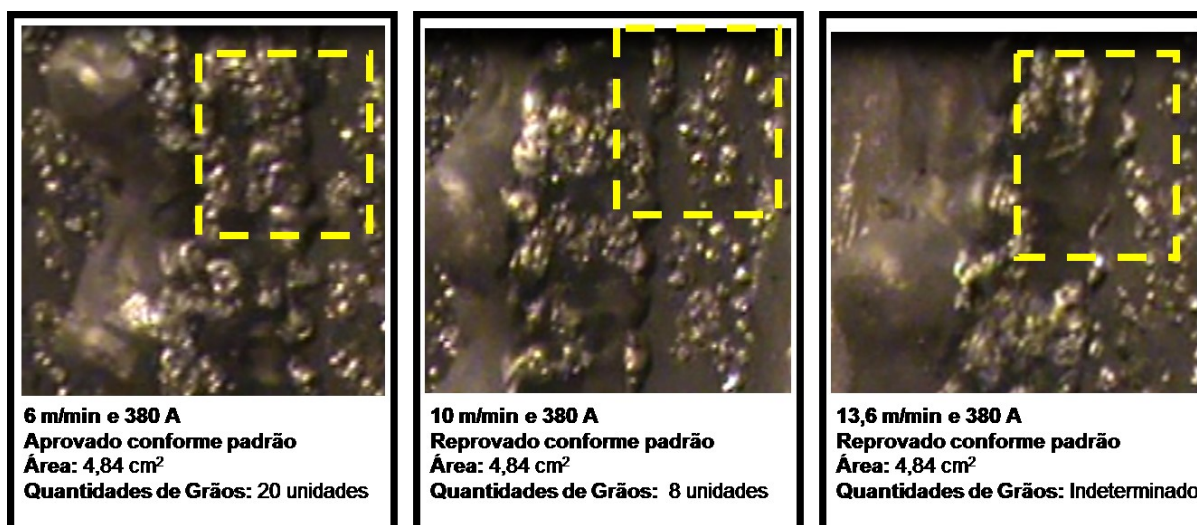 6 m/min e 380 A
Aprovado conforme padrão
Área: 4,84 cm²
Quantidades de Grãos: 20 unidades
10 m/min e 380 A
Reprovado conforme padrão
Área: 4,84 cm²
Quantidades de Grãos: 8 unidades
13,6 m/min e 380 A
Reprovado conforme padrão
Área: 4,84 cm²
Quantidades de Grãos: Indeterminado